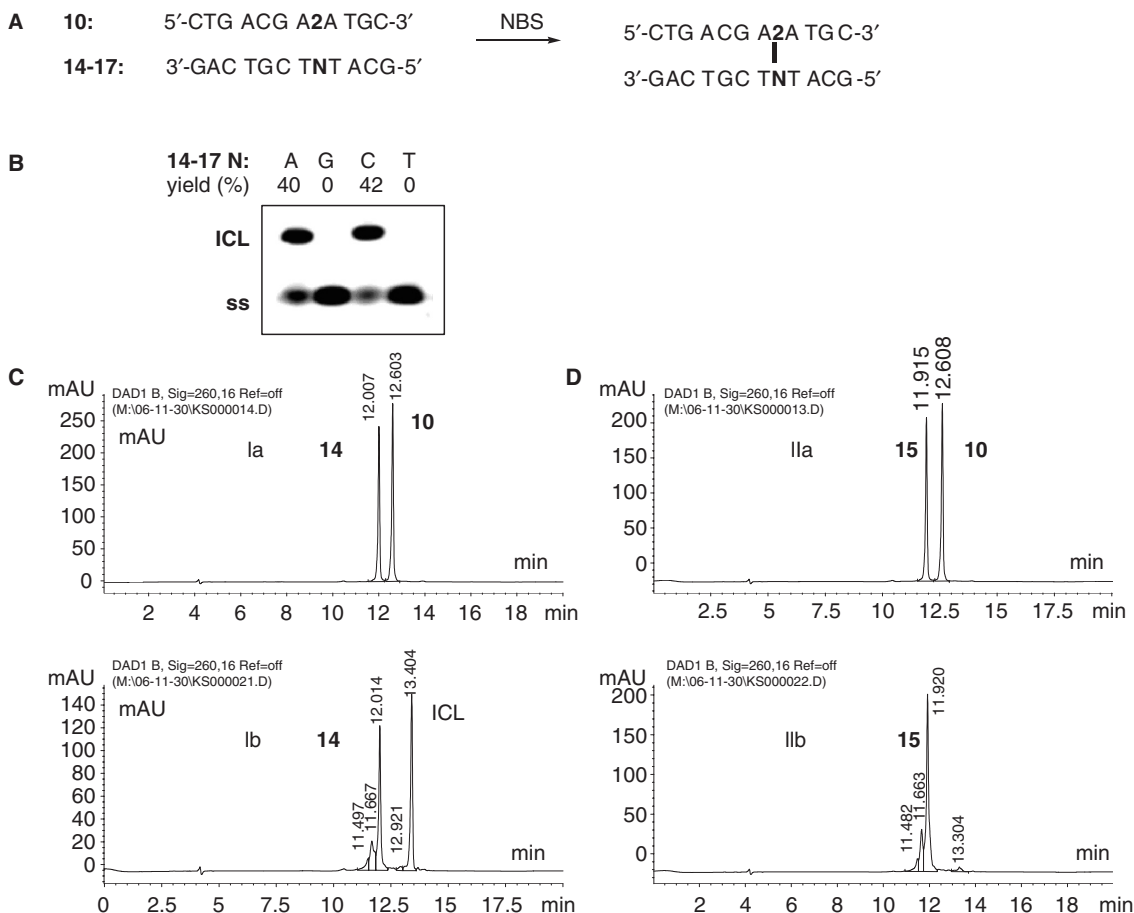 A
10: 5′-CTG ACG A2A TGC-3′
14-17: 3′-GAC TGC TNT ACG-5′
NBS
5′-CTG ACG A2A TGC-3′
3′-GAC TGC TNT ACG-5′
B
14-17 N: A G C T
yield (%) 40 0 42 0
ICL
ss
C
mAU
DAD1 B, Sig=260,16 Ref=off
(M:\06-11-30\KS000014.D)
mAU
Ia
14
10
12.007
12.603
250
200
150
100
50
0
min
2 4 6 8 10 12 14 16 18 min
D
mAU
DAD1 B, Sig=260,16 Ref=off
(M:\06-11-30\KS000013.D)
IIa
15
10
11.915
12.608
200
150
100
50
0
min
2.5 5 7.5 10 12.5 15 17.5 min
mAU
DAD1 B, Sig=260,16 Ref=off
(M:\06-11-30\KS000021.D)
mAU
Ib
14
ICL
11.497
11.667
12.014
12.921
13.404
140
120
100
80
60
40
20
0
min
0 2.5 5 7.5 10 12.5 15 17.5 min
mAU
DAD1 B, Sig=260,16 Ref=off
(M:\06-11-30\KS000022.D)
IIb
15
11.482
11.663
11.920
13.304
200
150
100
50
0
min
2 4 6 8 10 12 14 16 18 min